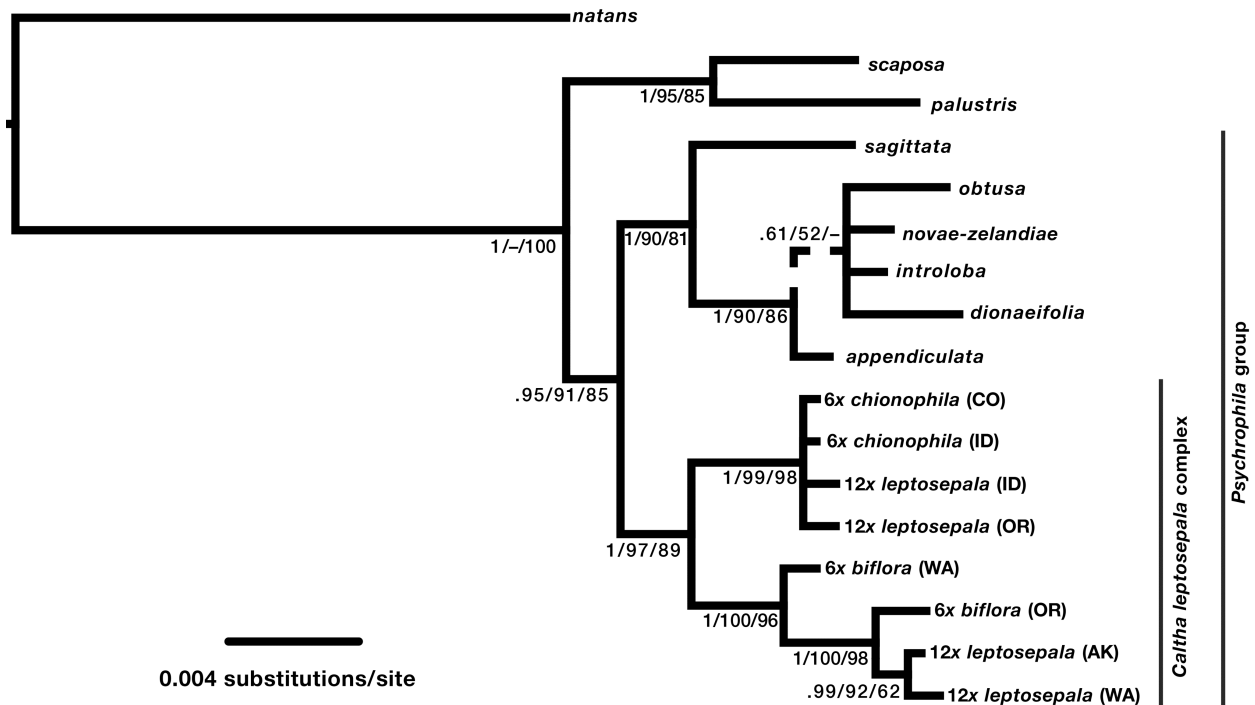 natans
scaposa
1/95/85
palustris
sagittata
obtusa
.61/52/–
novae-zelandiae
1/90/81
1/–/100
introloba
dionaeifolia
1/90/86
appendiculata
.95/91/85
6x chionophila (CO)
6x chionophila (ID)
1/99/98
12x leptosepala (ID)
12x leptosepala (OR)
1/97/89
6x biflora (WA)
6x biflora (OR)
1/100/96
12x leptosepala (AK)
1/100/98
.99/92/62
12x leptosepala (WA)
0.004 substitutions/site
Caltha leptosepala complex
Psychrophila group